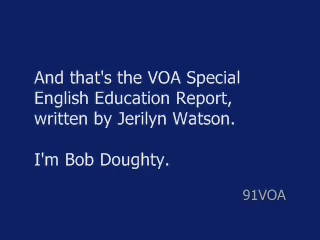 And that's the VOA Special
English Education Report,
written by Jerilyn Watson.
I'm Bob Doughty.
91VOA